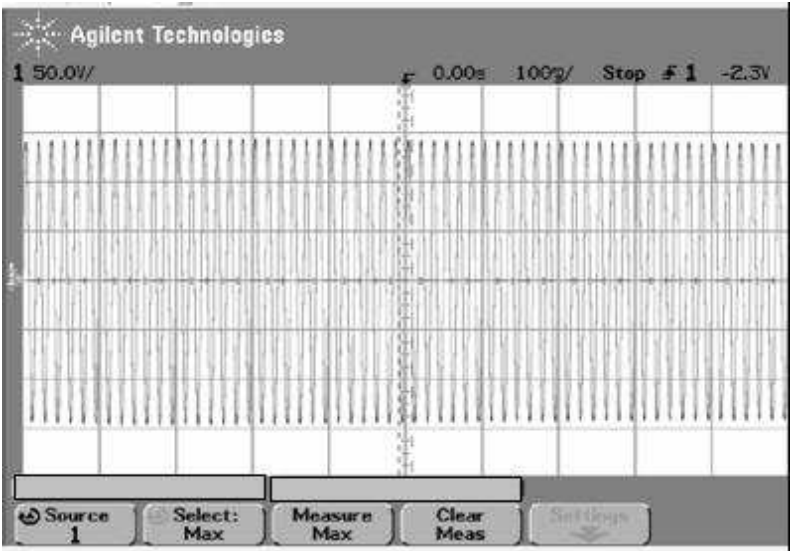 Agilent Technologies
1 50.0V/ 0.00s 100 / Stop 1 -2.3V
Source 1
Select: Max
Measure Max
Clear Meas
Settings